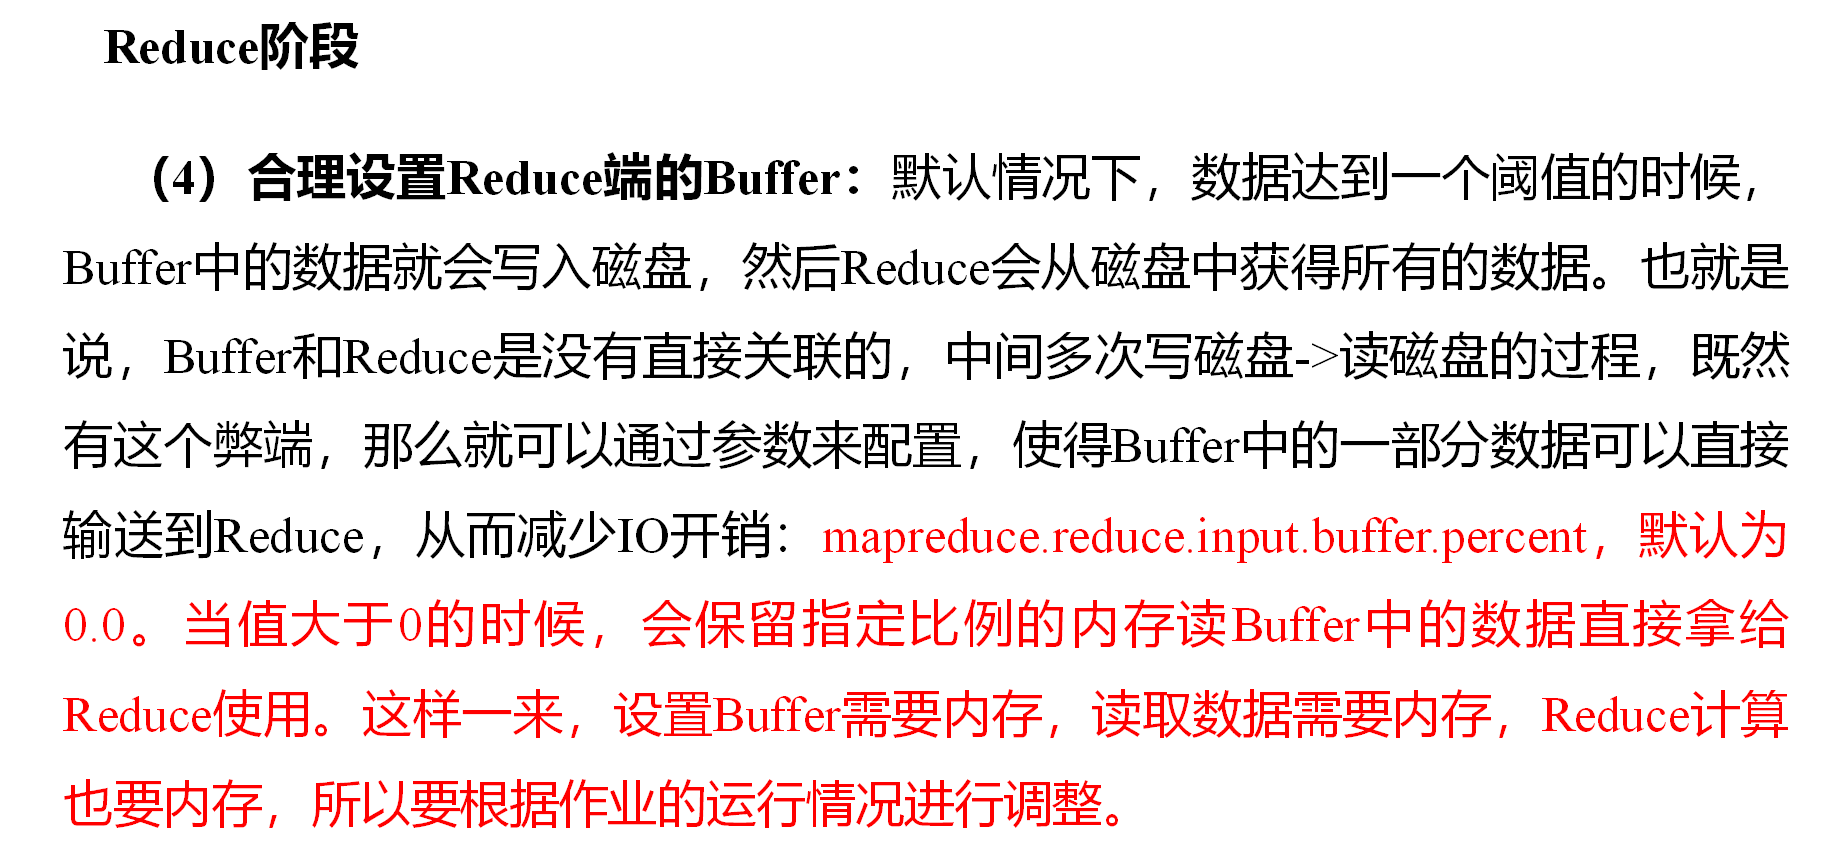 Reduce阶段
（4）合理设置Reduce端的Buffer：默认情况下，数据达到一个阈值的时候，
Buffer中的数据就会写入磁盘，然后Reduce会从磁盘中获得所有的数据。也就是
说，Buffer和Reduce是没有直接关联的，中间多次写磁盘->读磁盘的过程，既然
有这个弊端，那么就可以通过参数来配置，使得Buffer中的一部分数据可以直接
输送到Reduce，从而减少IO开销：mapreduce.reduce.input.buffer.percent，默认为
0.0。当值大于0的时候，会保留指定比例的内存读Buffer中的数据直接拿给
Reduce使用。这样一来，设置Buffer需要内存，读取数据需要内存，Reduce计算
也要内存，所以要根据作业的运行情况进行调整。